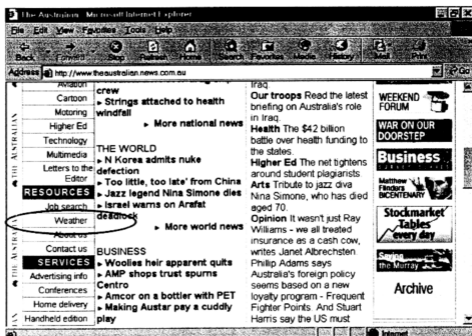 The Australian - Microsoft Internet Explorer
File Edit View Favorites Tools Help
Back Forward Stop Refresh Home Search Favorites Media History Mail Print
Address http://www.theaustralian.news.com.au
Aviation
Cartoon
Motoring
Higher Ed
Technology
Multimedia
Letters to the
Editor
RESOURCES
Job search
Weather
About us
Contact us
SERVICES
Advertising info
Conferences
Home delivery
Handheld edition
THE AUSTRALIAN
crew
▸ Strings attached to health
windfall
▸ More national news
THE WORLD
▸ N Korea admits nuke
defection
▸ Too little, too late' from China
▸ Jazz legend Nina Simone dies
▸ Israel warns on Arafat
deadlock
▸ More world news
BUSINESS
▸ Woolies heir apparent quits
▸ AMP shops trust spurns
Centro
▸ Amcor on a bottler with PET
▸ Making Austar pay a cuddly
play
Iraq
Our troops Read the latest
briefing on Australia's role
in Iraq.
Health The $42 billion
battle over health funding to
the states.
Higher Ed The net tightens
around student plagiarists
Arts Tribute to jazz diva
Nina Simone, who has died
aged 70.
Opinion It wasn't just Ray
Williams - we all treated
insurance as a cash cow,
writes Janet Albrechsten.
Phillip Adams says
Australia's foreign policy
seems based on a new
loyalty program - Frequent
Fighter Points. And Stuart
Harris say the US must
WEEKEND
FORUM
WAR ON OUR
DOORSTEP
Business
Matthew
Flinders
BICENTENARY
Stockmarket
Tables
every day
Saving
the Murray
Archive
Internet